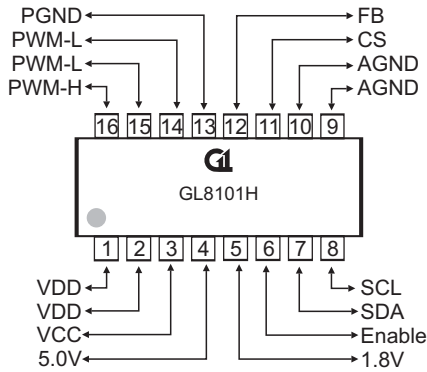 PGND FB
PWM-L CS
PWM-L AGND
PWM-H AGND
16 15 14 13 12 11 10 9
GL
GL8101H
1 2 3 4 5 6 7 8
VDD SCL
VDD SDA
VCC Enable
5.0V 1.8V